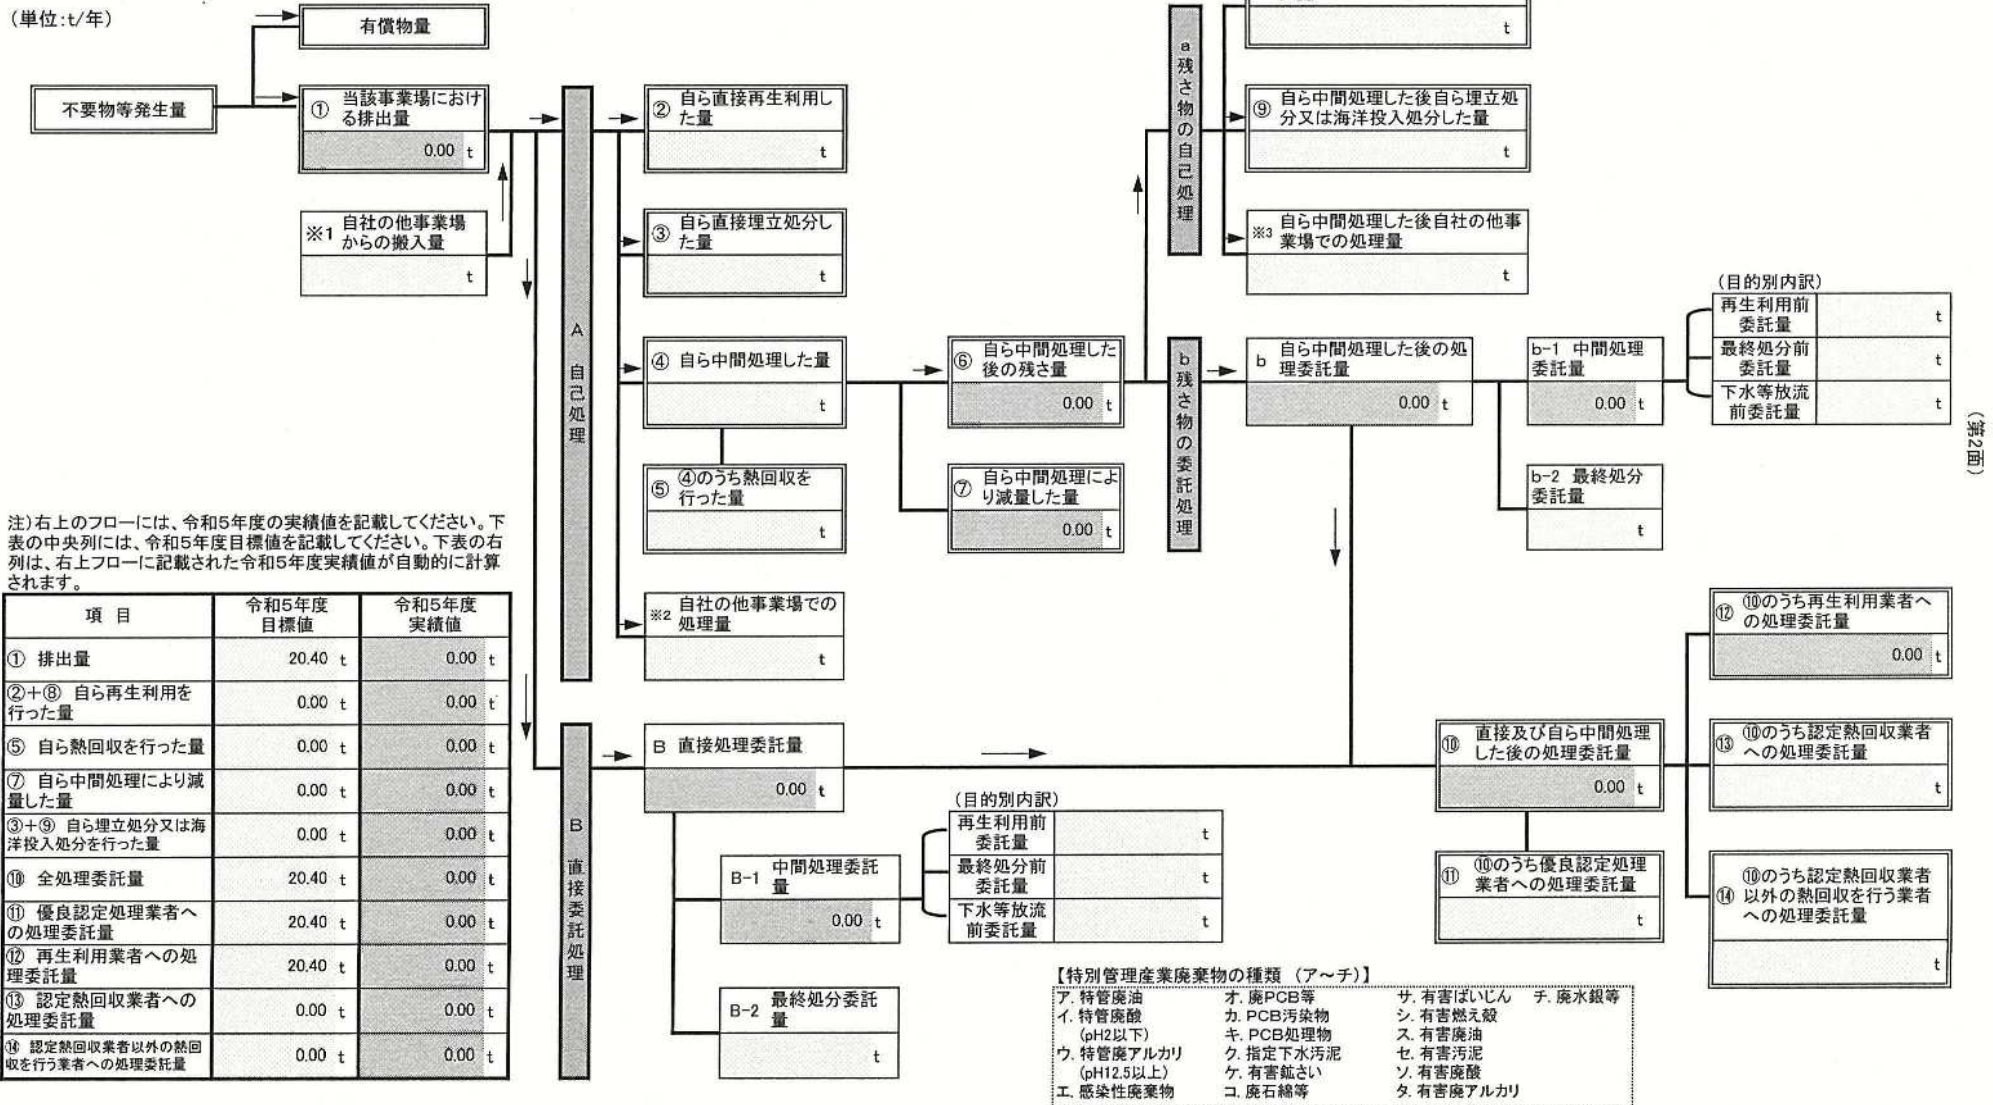 (単位:t/年)
有償物量
不要物等発生量
① 当該事業場におけ
る排出量
0.00 t
※1 自社の他事業場
からの搬入量
t
A 自己処理
② 自ら直接再生利用し
た量
t
③ 自ら直接埋立処分し
た量
t
④ 自ら中間処理した量
t
⑤ ④のうち熱回収を
行った量
t
※2 自社の他事業場での
処理量
t
⑥ 自ら中間処理した
後の残さ量
0.00 t
⑦ 自ら中間処理によ
り減量した量
0.00 t
a 残さ物の自己処理
t
⑨ 自ら中間処理した後自ら埋立処
分又は海洋投入処分した量
t
※3 自ら中間処理した後自社の他事
業場での処理量
t
b 残さ物の委託処理
b 自ら中間処理した後の処
理委託量
0.00 t
b-1 中間処理
委託量
0.00 t
b-2 最終処分
委託量
t
(目的別内訳)
再生利用前
委託量
t
最終処分前
委託量
t
下水等放流
前委託量
t
(第2面)
注)右上のフローには、令和5年度の実績値を記載してください。下
表の中央列には、令和5年度目標値を記載してください。下表の右
列は、右上フローに記載された令和5年度実績値が自動的に計算
されます。
項 目 令和5年度 令和5年度
目標値 実績値
① 排出量 20.40 t 0.00 t
②+⑧ 自ら再生利用を
行った量 0.00 t 0.00 t
⑤ 自ら熱回収を行った量 0.00 t 0.00 t
⑦ 自ら中間処理により減
量した量 0.00 t 0.00 t
③+⑨ 自ら埋立処分又は海
洋投入処分を行った量 0.00 t 0.00 t
⑩ 全処理委託量 20.40 t 0.00 t
⑪ 優良認定処理業者へ
の処理委託量 20.40 t 0.00 t
⑫ 再生利用業者への処
理委託量 20.40 t 0.00 t
⑬ 認定熱回収業者への
処理委託量 0.00 t 0.00 t
⑭ 認定熱回収業者以外の熱回
収を行う業者への処理委託量 0.00 t 0.00 t
B 直接委託処理
B 直接処理委託量
0.00 t
B-1 中間処理委託
量
0.00 t
B-2 最終処分委託
量
t
(目的別内訳)
再生利用前
委託量
t
最終処分前
委託量
t
下水等放流
前委託量
t
⑩ 直接及び自ら中間処理
した後の処理委託量
0.00 t
⑪ ⑩のうち優良認定処理
業者への処理委託量
t
⑫ ⑩のうち再生利用業者へ
の処理委託量
0.00 t
⑬ ⑩のうち認定熱回収業者
への処理委託量
t
⑭ ⑩のうち認定熱回収業者
以外の熱回収を行う業者
への処理委託量
t
【特別管理産業廃棄物の種類 (ア~チ)】
ア. 特管廃油 オ. 廃PCB等 サ. 有害ばいじん チ. 廃水銀等
イ. 特管廃酸 カ. PCB汚染物 シ. 有害燃え殻
(pH2以下) キ. PCB処理物 ス. 有害廃油
ウ. 特管廃アルカリ ク. 指定下水汚泥 セ. 有害汚泥
(pH12.5以上) ケ. 有害鉱さい ソ. 有害廃酸
エ. 感染性廃棄物 コ. 廃石綿等 タ. 有害廃アルカリ